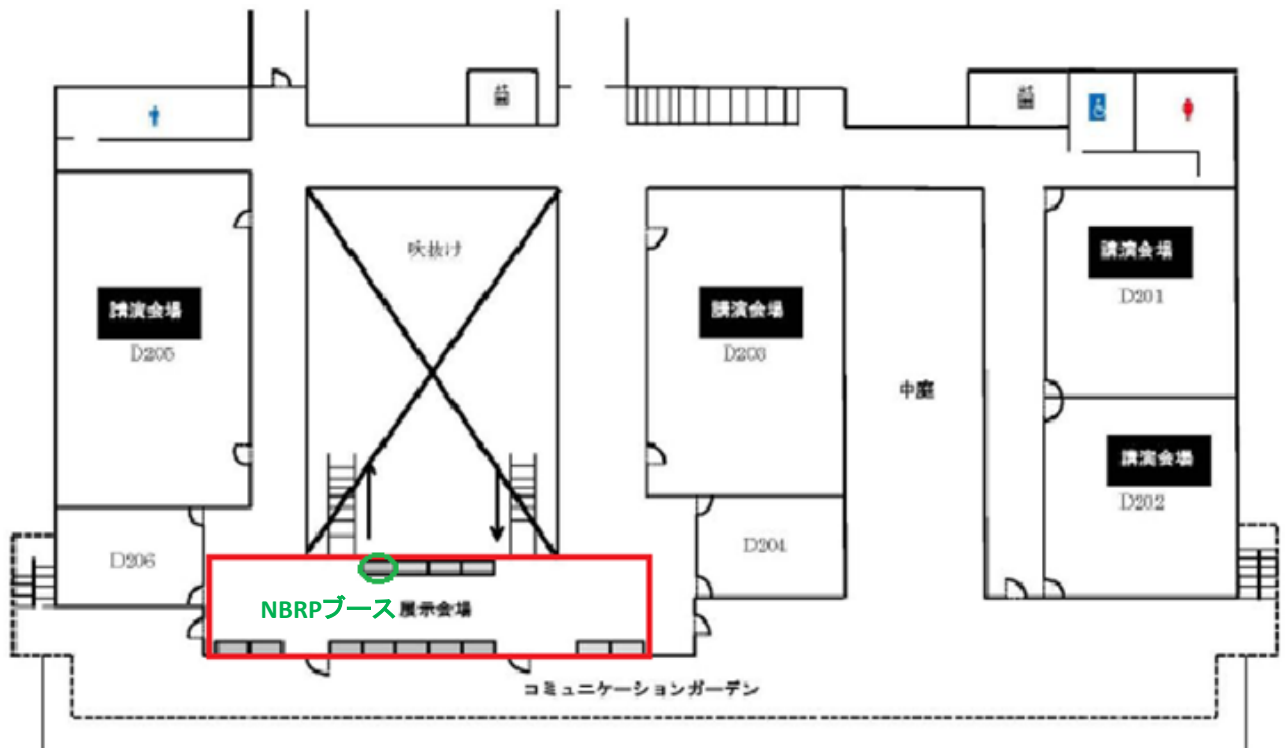 吹抜け
講演会場
D201
講演会場
D205
講演会場
D203
中庭
講演会場
D202
D206
D204
NBRPブース
展示会場
コミュニケーションガーデン